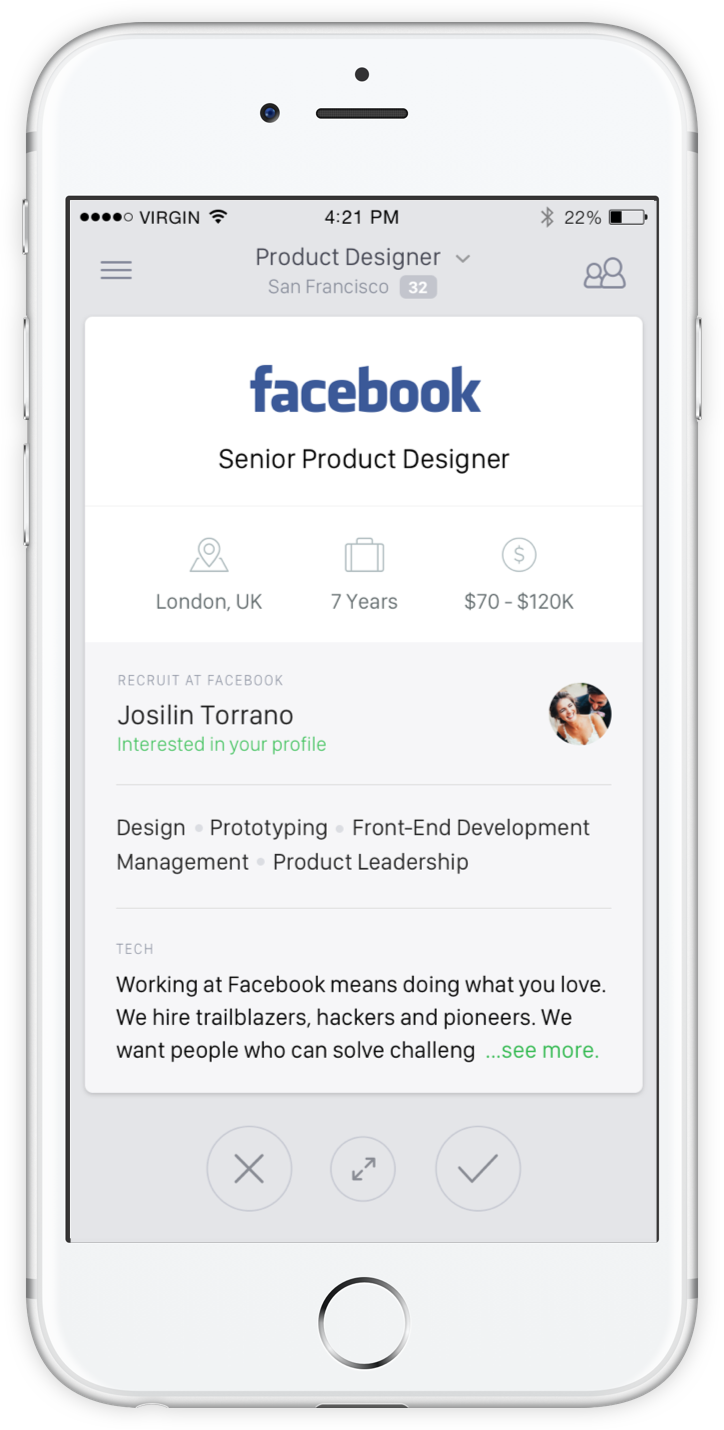 VIRGIN 4:21 PM 22%
Product Designer
San Francisco 32
facebook
Senior Product Designer
London, UK 7 Years $70 - $120K
RECRUIT AT FACEBOOK
Josilin Torrano
Interested in your profile
Design • Prototyping • Front-End Development
Management • Product Leadership
TECH
Working at Facebook means doing what you love.
We hire trailblazers, hackers and pioneers. We
want people who can solve challeng ...see more.